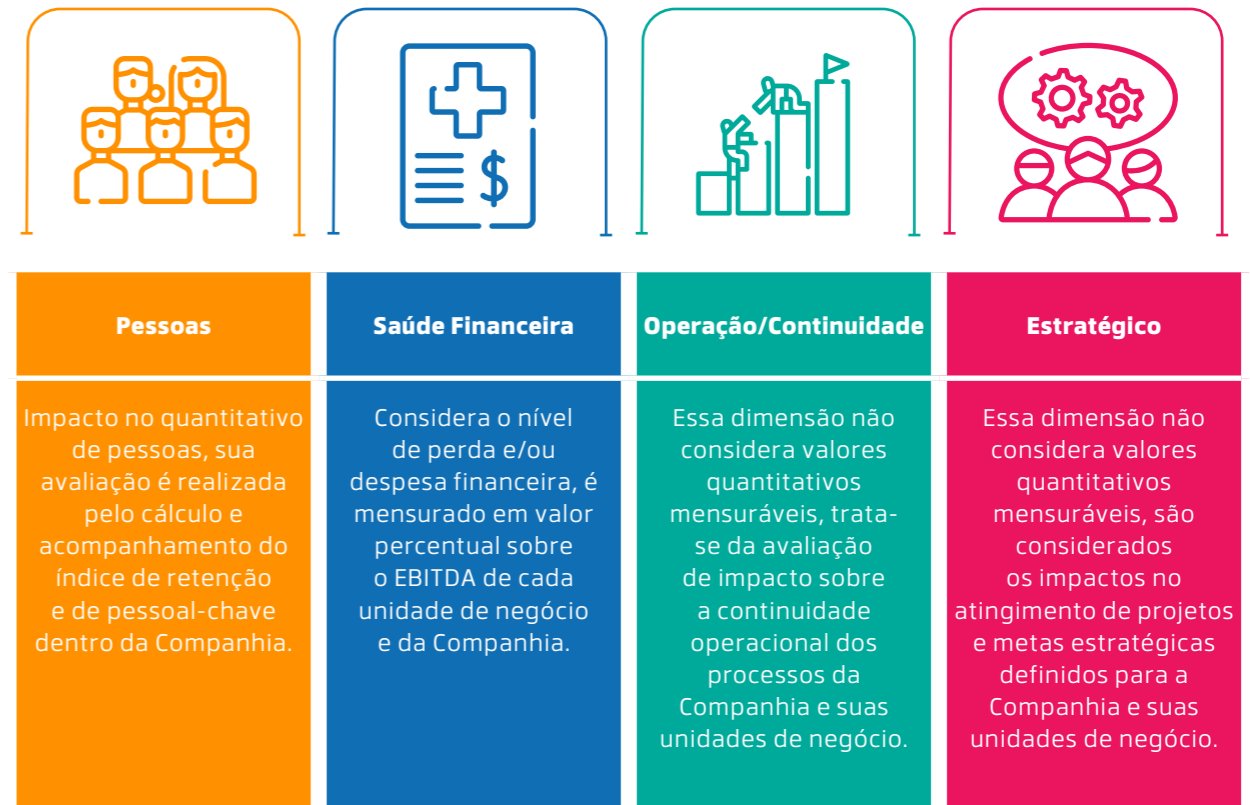 Pessoas
Impacto no quantitativo
de pessoas, sua
avaliação é realizada
pelo cálculo e
acompanhamento do
índice de retenção
e de pessoal-chave
dentro da Companhia.
Saúde Financeira
Considera o nível
de perda e/ou
despesa financeira, é
mensurado em valor
percentual sobre
o EBITDA de cada
unidade de negócio
e da Companhia.
$
Operação/Continuidade
Essa dimensão não
considera valores
quantitativos
mensuráveis, trata-
se da avaliação
de impacto sobre
a continuidade
operacional dos
processos da
Companhia e suas
unidades de negócio.
Estratégico
Essa dimensão não
considera valores
quantitativos
mensuráveis, são
considerados
os impactos no
atingimento de projetos
e metas estratégicas
definidos para a
Companhia e suas
unidades de negócio.